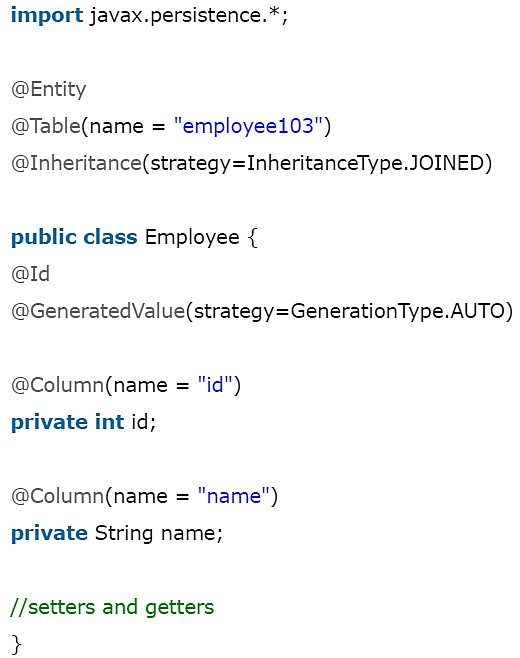 import javax.persistence.*;
@Entity
@Table(name = "employee103")
@Inheritance(strategy=InheritanceType.JOINED)
public class Employee {
@Id
@GeneratedValue(strategy=GenerationType.AUTO)
@Column(name = "id")
private int id;
@Column(name = "name")
private String name;
//setters and getters
}